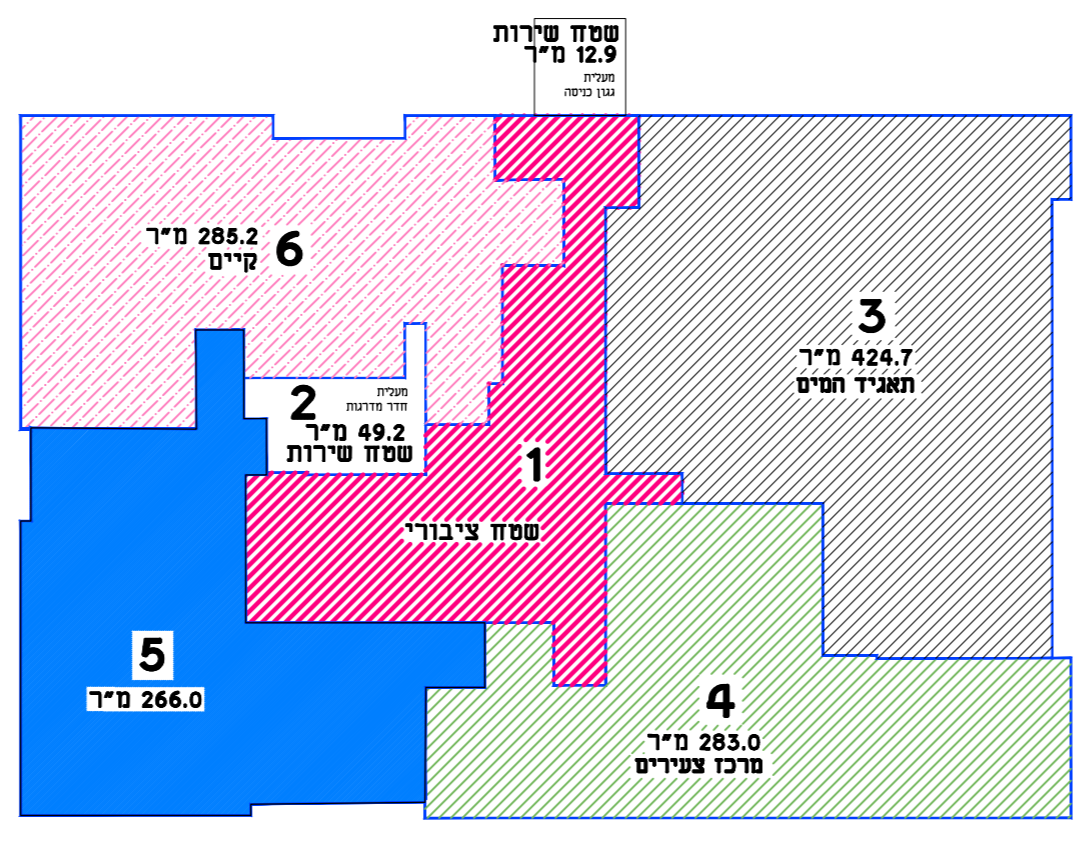 שטח שירות
12.9 מ"ר
מעלית
גגון כניסה
6
285.2 מ"ר
קיים
3
424.7 מ"ר
תאגיד המים
2
מעלית
חדר מדרגות
49.2 מ"ר
שטח שירות
1
שטח ציבורי
5
266.0 מ"ר
4
283.0 מ"ר
מרכז צעירים